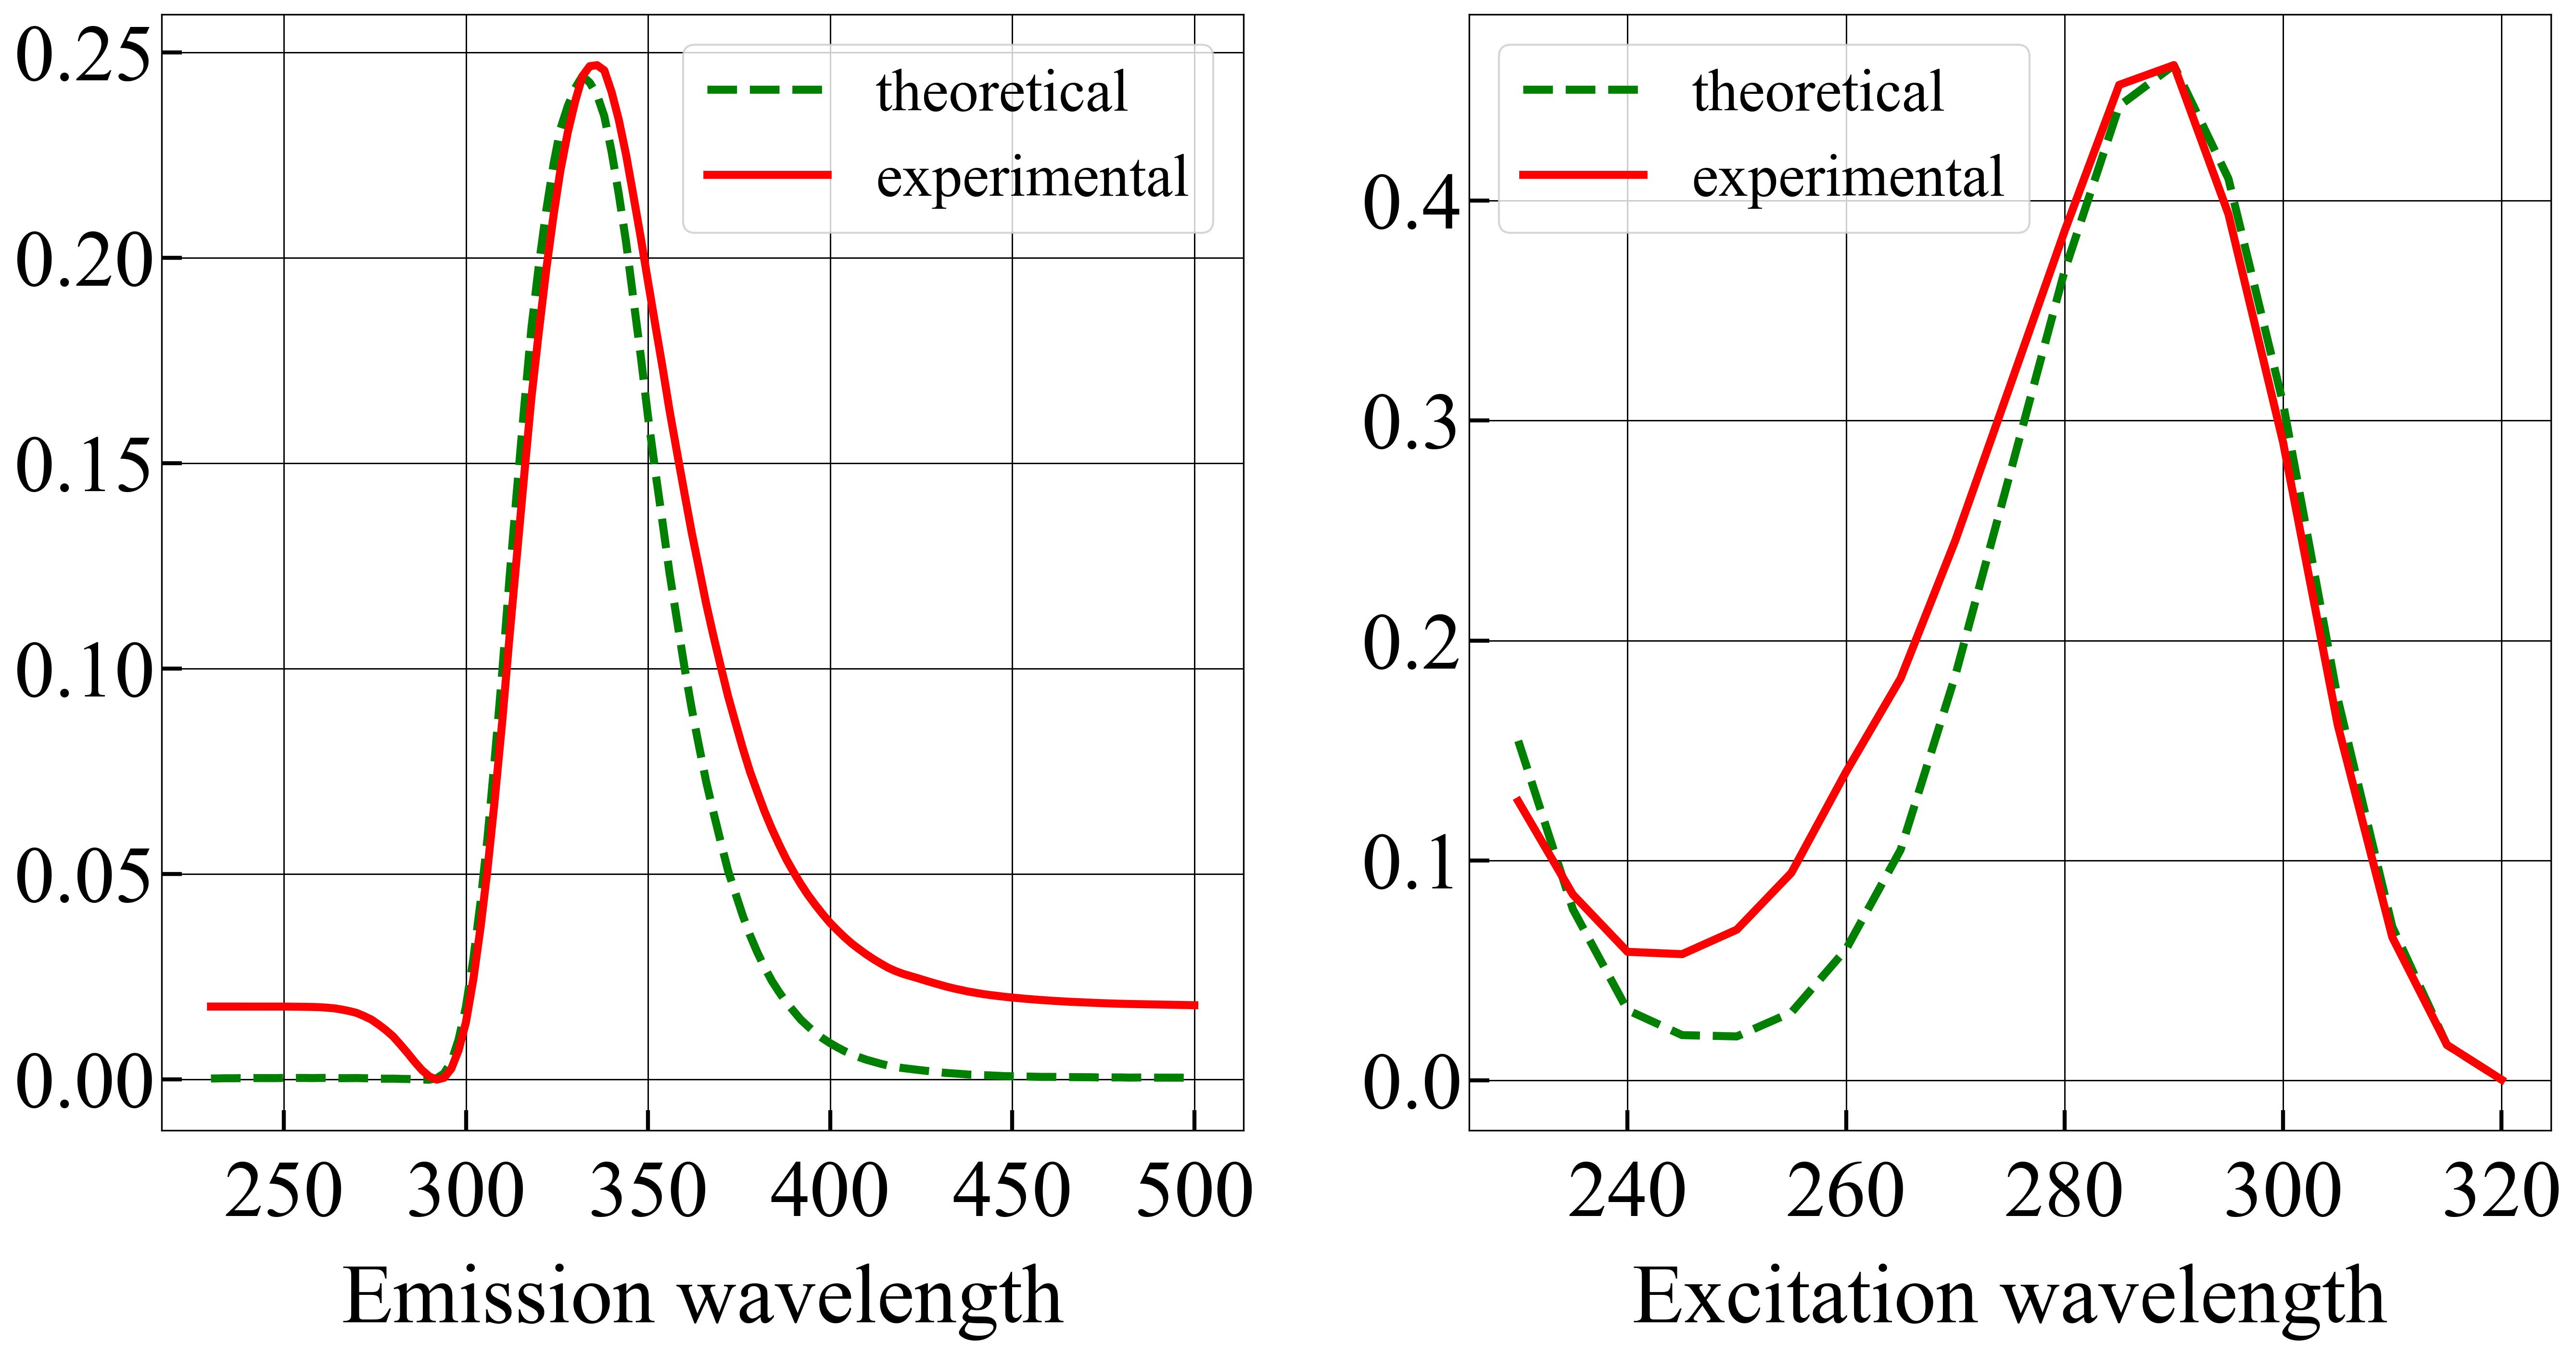 0.25
0.20
0.15
0.10
0.05
0.00
250 300 350 400 450 500
Emission wavelength
theoretical
experimental
0.4
0.3
0.2
0.1
0.0
240 260 280 300 320
Excitation wavelength
theoretical
experimental